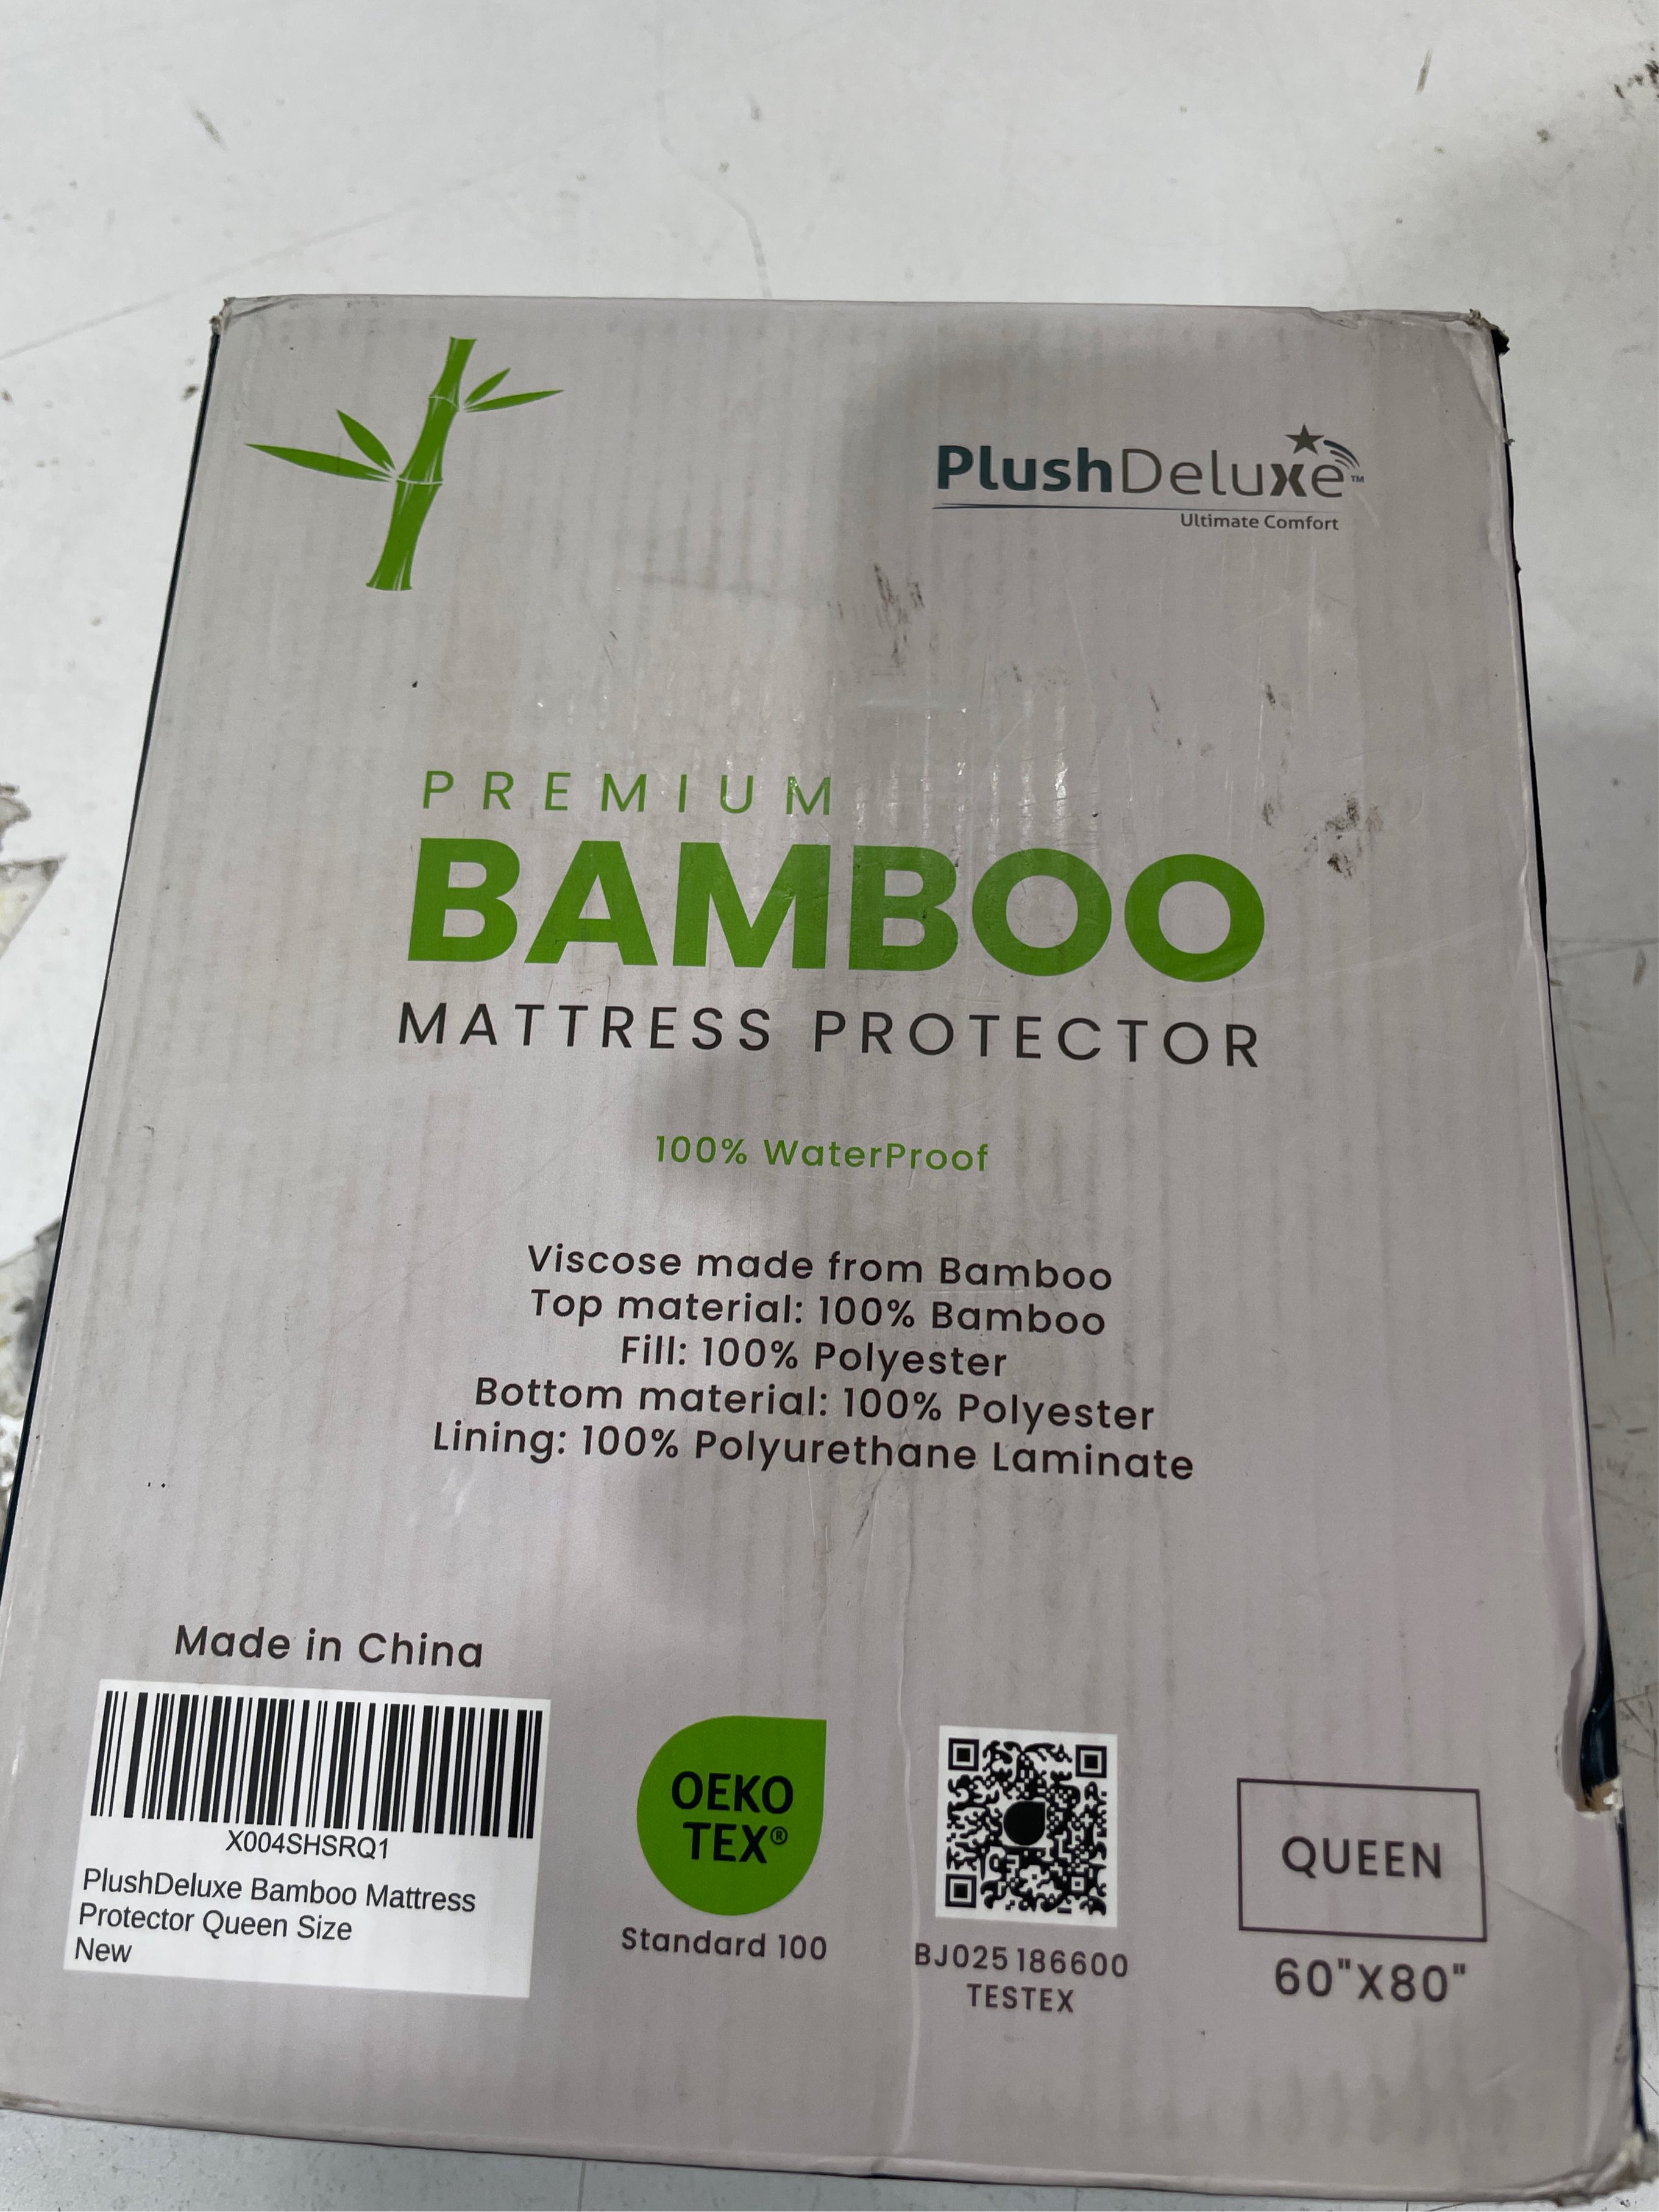 PlushDeluxe™
Ultimate Comfort
PREMIUM
BAMBOO
MATTRESS PROTECTOR
100% WaterProof
Viscose made from Bamboo
Top material: 100% Bamboo
Fill: 100% Polyester
Bottom material: 100% Polyester
Lining: 100% Polyurethane Laminate
Made in China
X004SHSRQ1
PlushDeluxe Bamboo Mattress
Protector Queen Size
New
OEKO
TEX®
Standard 100
BJ025 186600
TESTEX
QUEEN
60"X80"